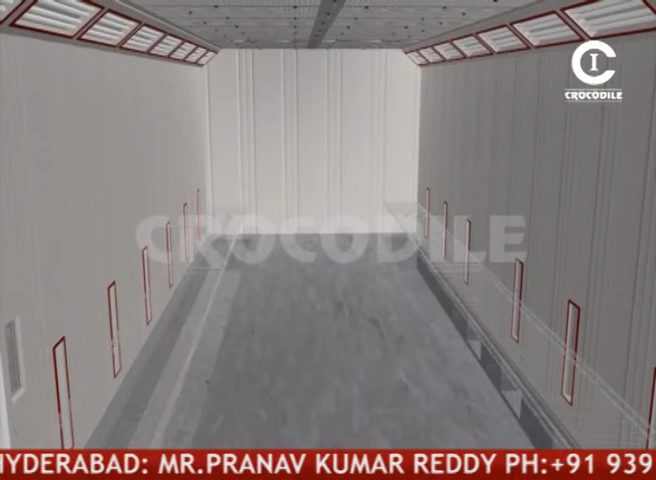 C I
CROCODILE
CROCODILE
HYDERABAD: MR.PRANAV KUMAR REDDY PH:+91 939